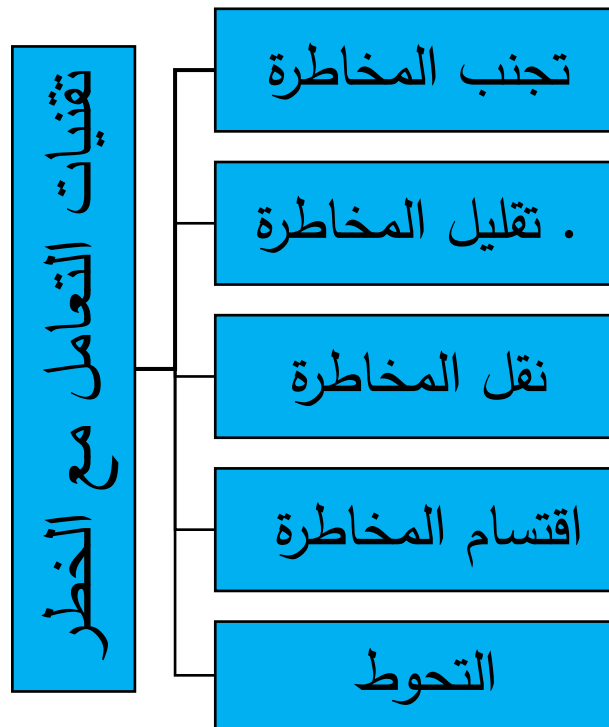 تقنيات التعامل مع الخطر
تجنب المخاطرة
. تقليل المخاطرة
نقل المخاطرة
اقتسام المخاطرة
التحوط